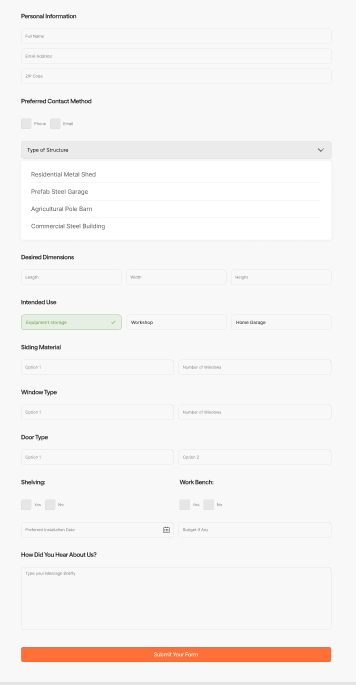 Personal Information
Full Name
Email Address
ZIP Code
Preferred Contact Method
Phone Email
Type of Structure
Residential Metal Shed
Prefab Steel Garage
Agricultural Pole Barn
Commercial Steel Building
Desired Dimensions
Length Width Height
Intended Use
Equipment Storage Workshop Home Garage
Siding Material
Option 1 Number of Windows
Window Type
Option 1 Number of Windows
Door Type
Option 1 Option 2
Shelving: Work Bench:
Yes No Yes No
Preferred Installation Date Budget If Any
How Did You Hear About Us?
Type your Message Briefly
Submit Your Form